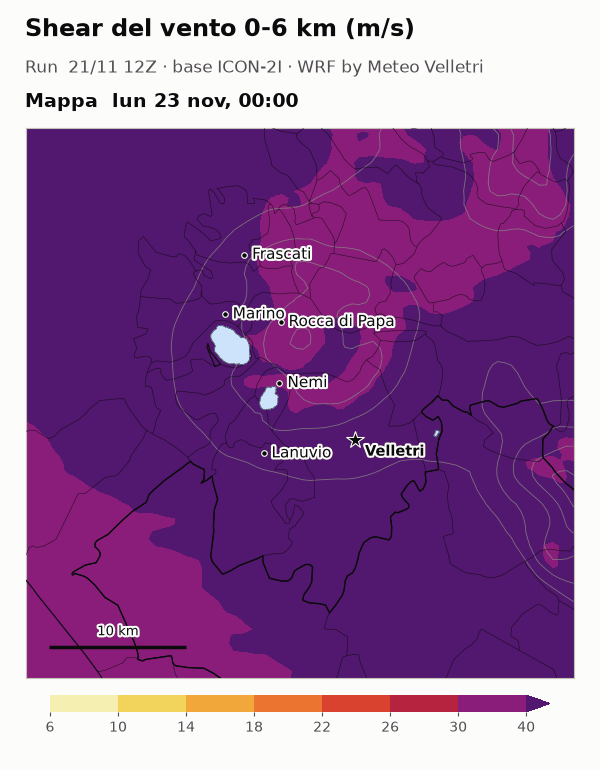 Shear del vento 0-6 km (m/s)
Run  21/11 12Z · base ICON-2I · WRF by Meteo Velletri
Mappa  lun 23 nov, 00:00
Frascati
Marino
Rocca di Papa
Nemi
Velletri
Lanuvio
10 km
6 10 14 18 22 26 30 40